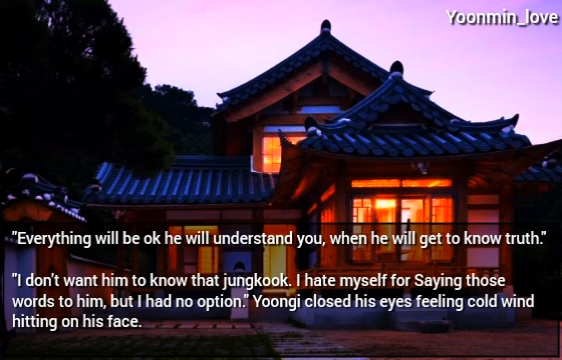 Yoonmin_love
"Everything will be ok he will understand you, when he will get to know truth."
"I don't want him to know that jungkook. I hate myself for Saying those
words to him, but I had no option." Yoongi closed his eyes feeling cold wind
hitting on his face.